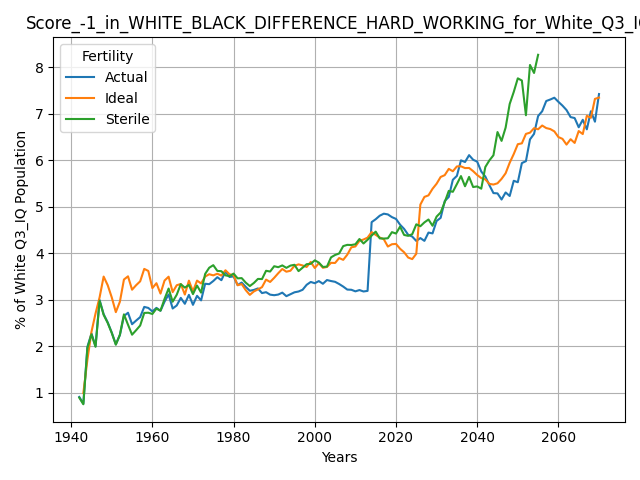 Score_-1_in_WHITE_BLACK_DIFFERENCE_HARD_WORKING_for_White_Q3_IQ
Fertility
Actual
Ideal
Sterile
% of White Q3_IQ Population
8
7
6
5
4
3
2
1
1940 1960 1980 2000 2020 2040 2060
Years